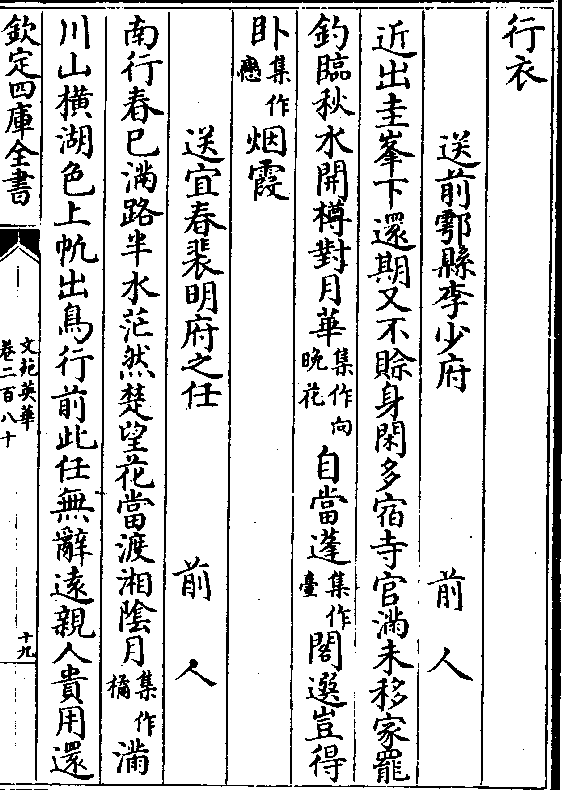 行衣
送前鄠縣李少府　前人
近出圭峯下還期又不賒身閑多宿寺官滿未移家罷
釣臨秋水開樽對月華集作向晚花自當蓬集作臺閣選豈得
卧集作戀烟霞
送宜春裴明府之任　前人
南行春已滿路半水茫然楚望花當渡湘陰月集作橘滿
川山橫湖色上帆出鳥行前此任無辭遠親人貴用還
欽定四庫全書
文苑英華
卷二百八十
十九